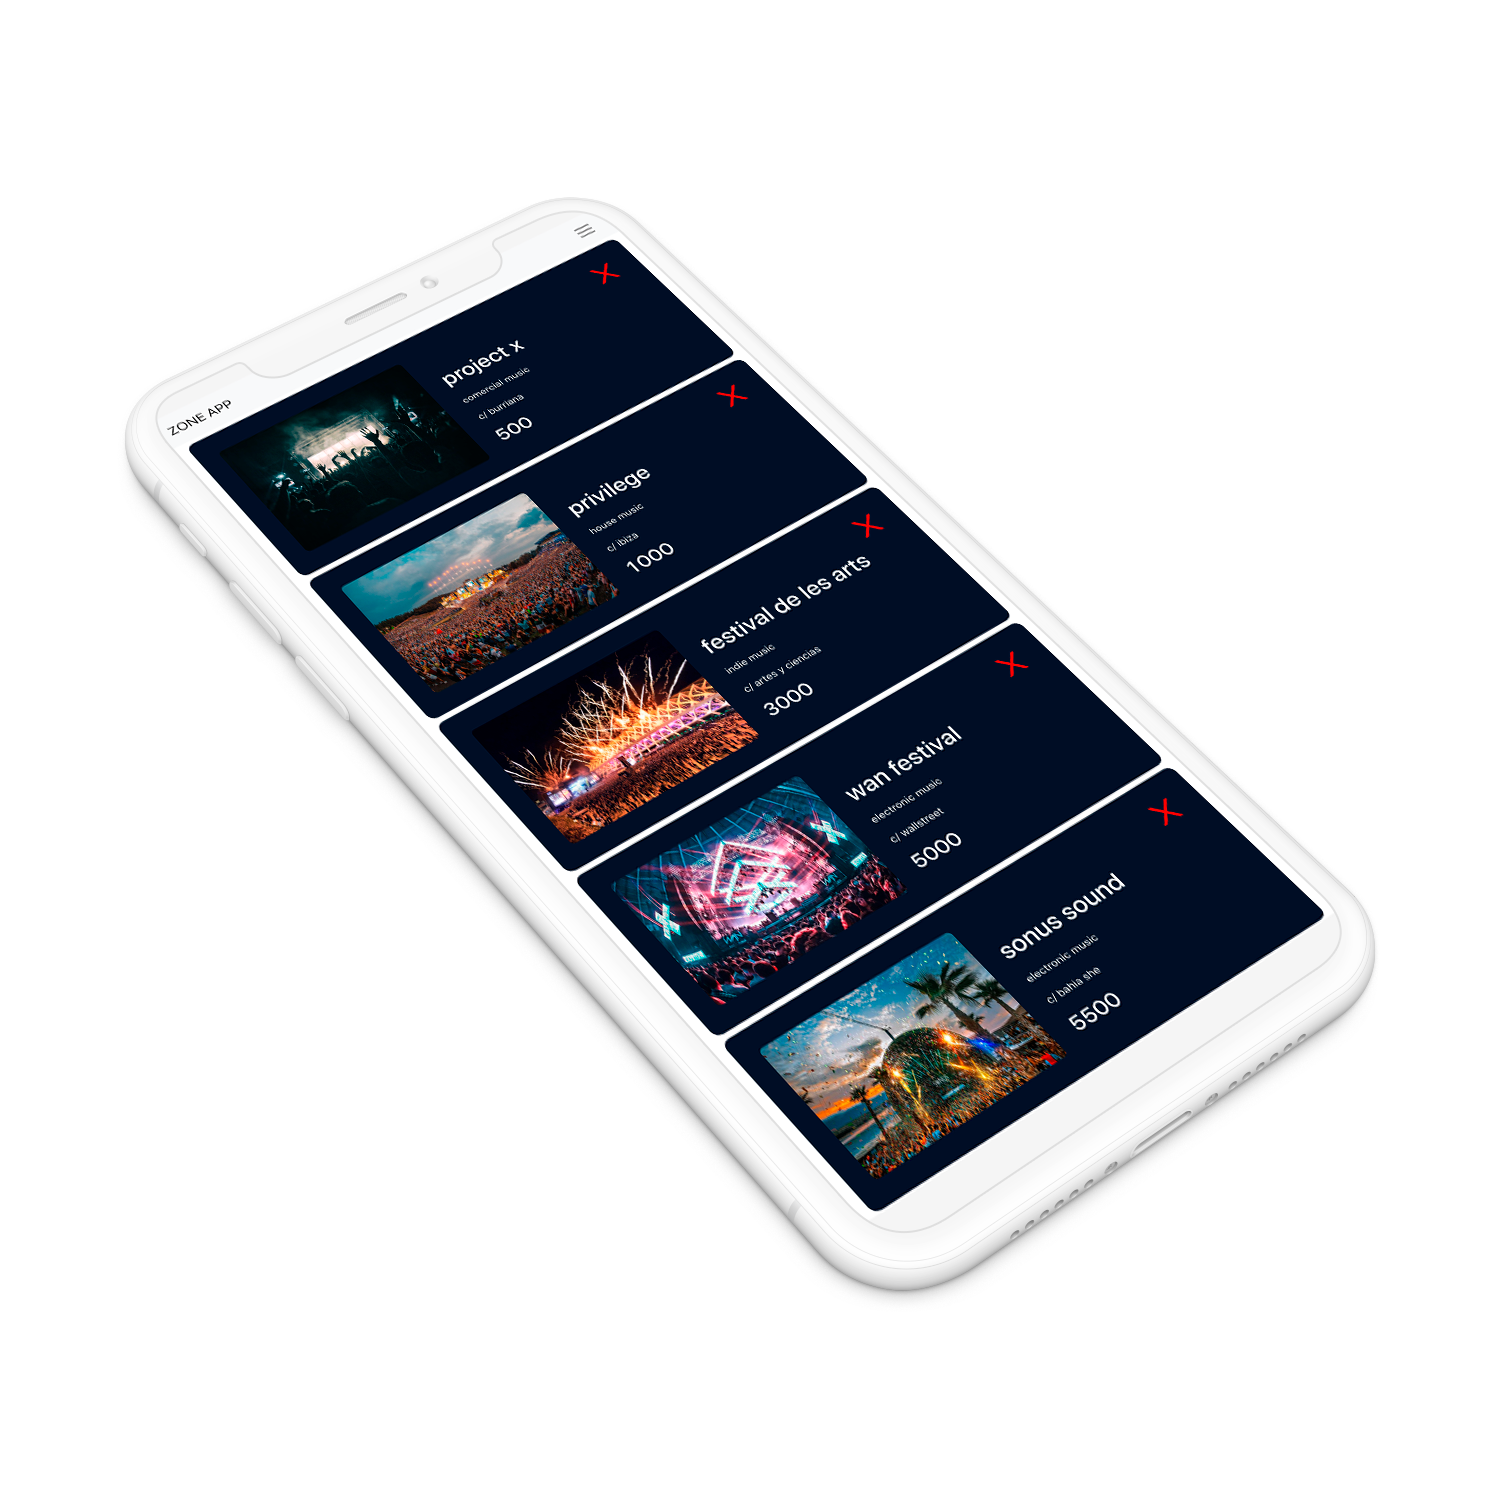 ZONE APP
project x
comercial music
c/ burriana
500
privilege
house music
c/ ibiza
1000
festival de les arts
indie music
c/ artes y ciencias
3000
wan festival
electronic music
c/ wallstreet
5000
sonus sound
electronic music
c/ bahia she
5500